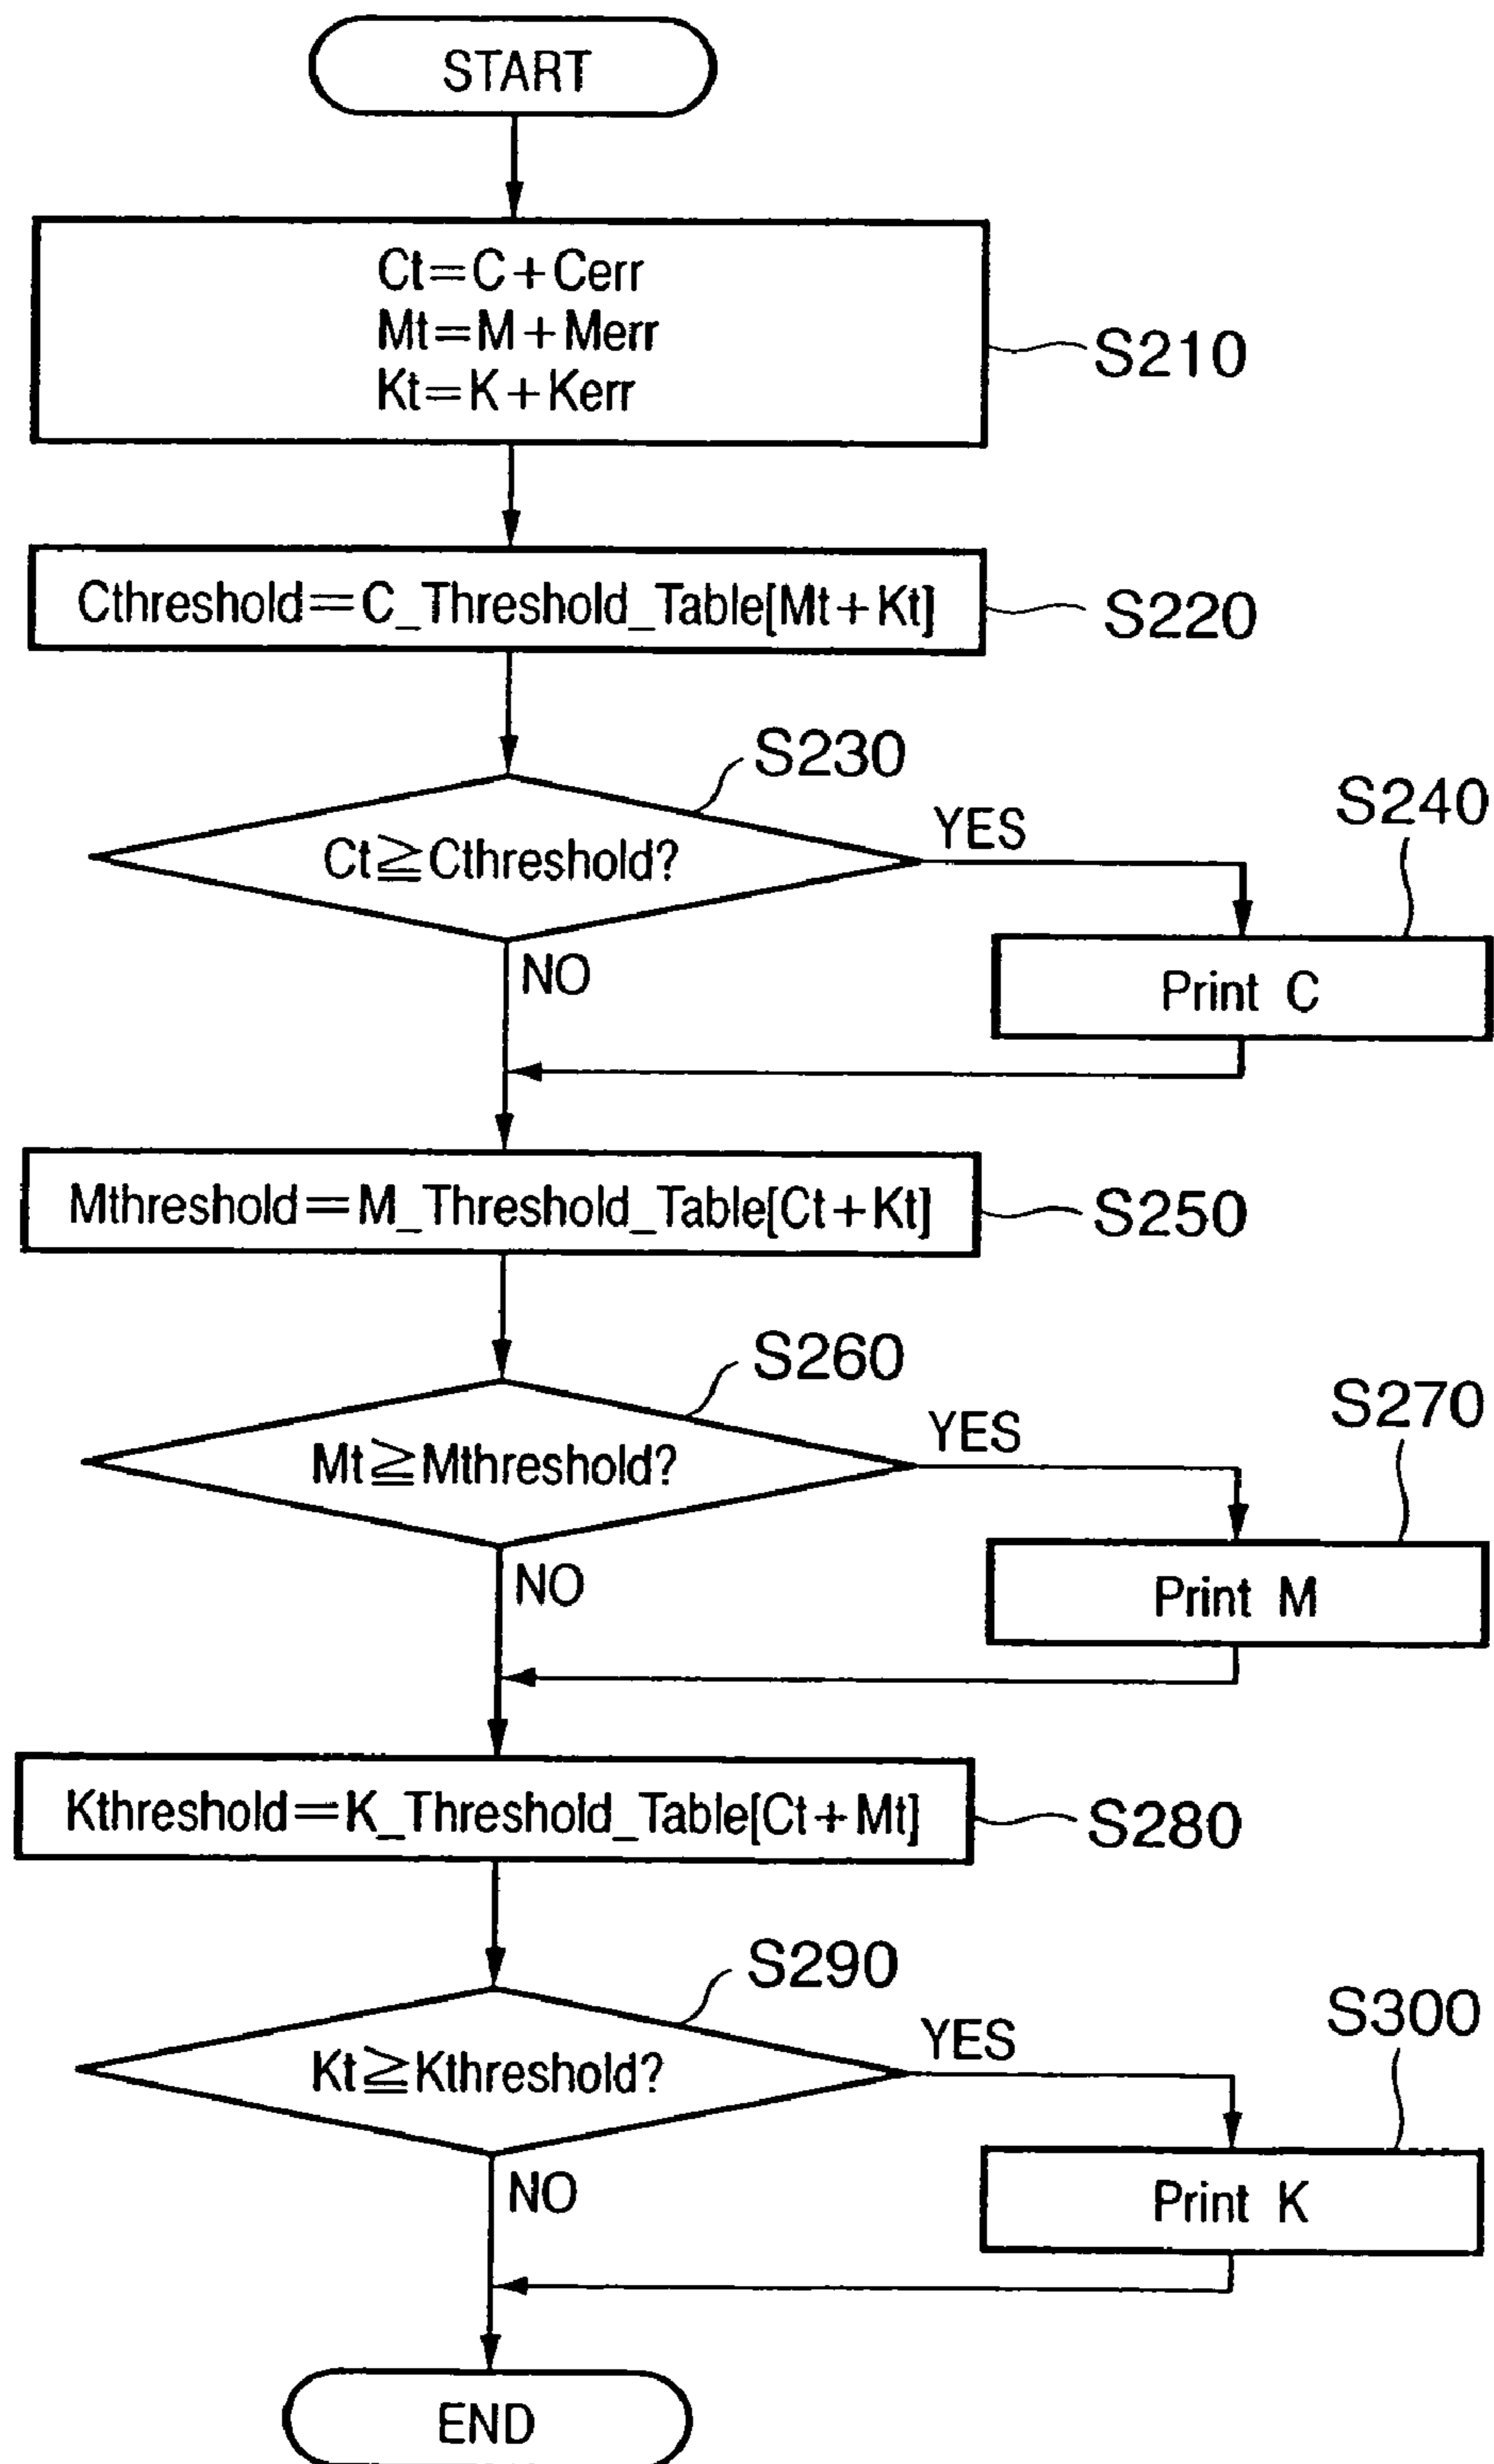 START
Ct=C+Cerr
Mt=M+Merr
Kt=K+Kerr
S210
Cthreshold=C_Threshold_Table[Mt+Kt]
S220
S230
Ct≧Cthreshold?
YES
S240
NO
Print C
Mthreshold=M_Threshold_Table[Ct+Kt]
S250
S260
Mt≧Mthreshold?
YES
S270
NO
Print M
Kthreshold=K_Threshold_Table[Ct+Mt]
S280
S290
Kt≧Kthreshold?
YES
S300
NO
Print K
END